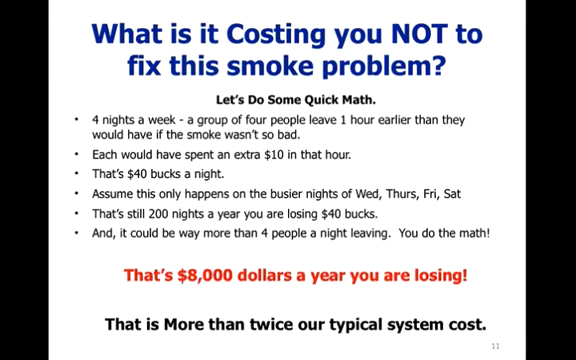 What is it Costing you NOT to
fix this smoke problem?
Let's Do Some Quick Math.
• 4 nights a week - a group of four people leave 1 hour earlier than they
would have if the smoke wasn't so bad.
• Each would have spent an extra $10 in that hour.
• That's $40 bucks a night.
• Assume this only happens on the busier nights of Wed, Thurs, Fri, Sat
• That's still 200 nights a year you are losing $40 bucks.
• And, it could be way more than 4 people a night leaving.  You do the math!
That's $8,000 dollars a year you are losing!
That is More than twice our typical system cost.
11